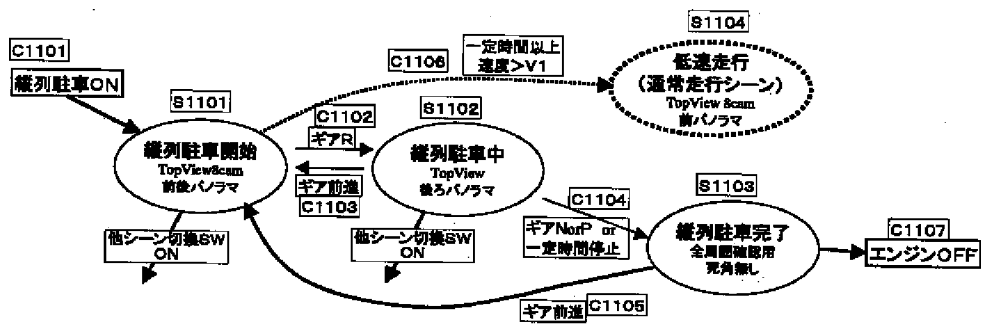 C1101
縦列駐車ON
S1101
縦列駐車開始
TopView8cam
前後パノラマ
他シーン切換SW
ON
C1106
一定時間以上
速度>V1
C1102
ギアR
ギア前進
C1103
S1102
縦列駐車中
TopView
後ろパノラマ
他シーン切換SW
ON
S1104
低速走行
(通常走行シーン)
TopView 8cam
前パノラマ
C1104
ギアNorP or
一定時間停止
S1103
縦列駐車完了
全周囲確認用
死角無し
C1107
エンジンOFF
ギア前進 C1105